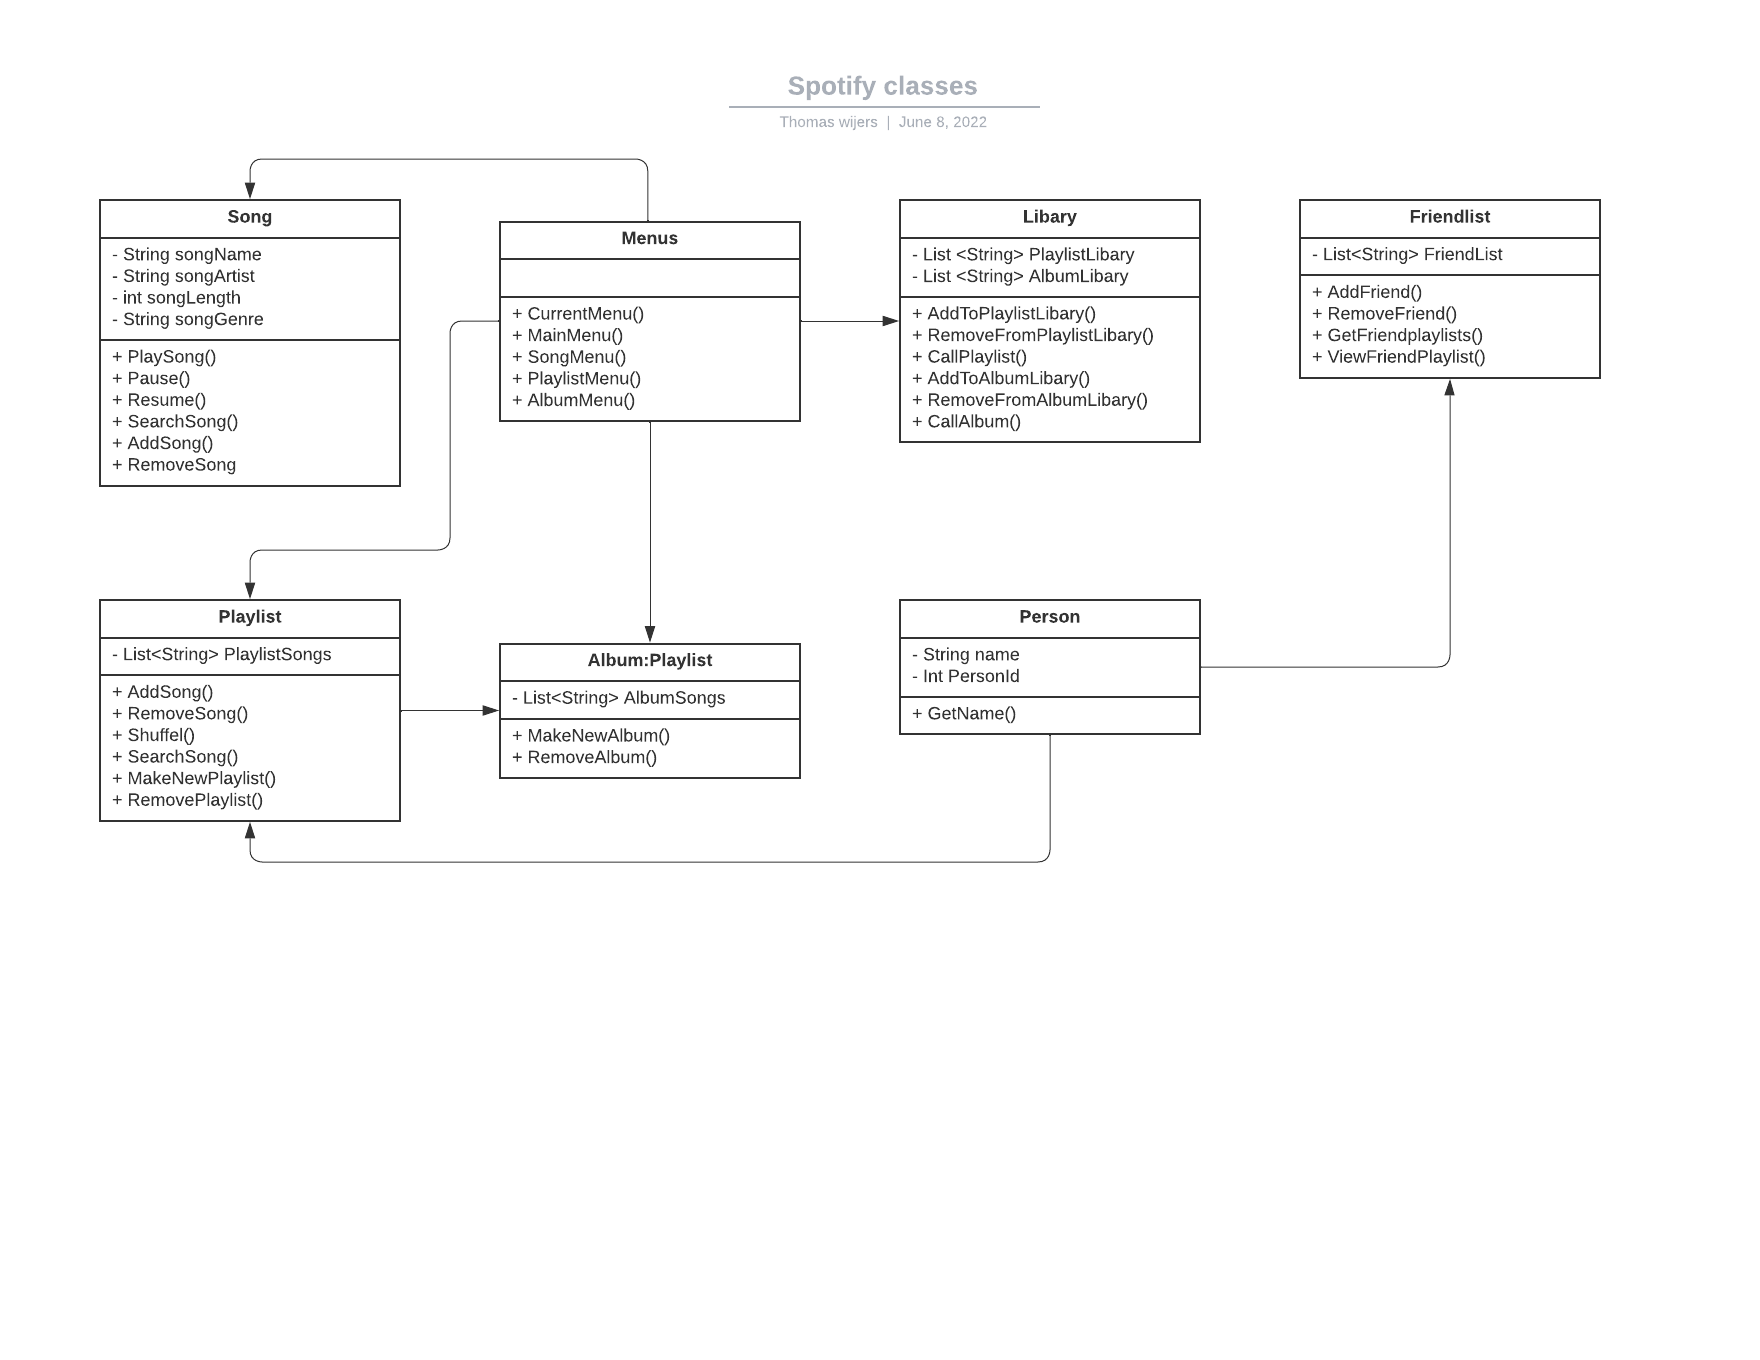 Spotify classes
Thomas wijers | June 8, 2022
Song
- String songName
- String songArtist
- int songLength
- String songGenre
+ PlaySong()
+ Pause()
+ Resume()
+ SearchSong()
+ AddSong()
+ RemoveSong
Menus
+ CurrentMenu()
+ MainMenu()
+ SongMenu()
+ PlaylistMenu()
+ AlbumMenu()
Libary
- List <String> PlaylistLibary
- List <String> AlbumLibary
+ AddToPlaylistLibary()
+ RemoveFromPlaylistLibary()
+ CallPlaylist()
+ AddToAlbumLibary()
+ RemoveFromAlbumLibary()
+ CallAlbum()
Friendlist
- List<String> FriendList
+ AddFriend()
+ RemoveFriend()
+ GetFriendplaylists()
+ ViewFriendPlaylist()
Playlist
- List<String> PlaylistSongs
+ AddSong()
+ RemoveSong()
+ Shuffel()
+ SearchSong()
+ MakeNewPlaylist()
+ RemovePlaylist()
Album:Playlist
- List<String> AlbumSongs
+ MakeNewAlbum()
+ RemoveAlbum()
Person
- String name
- Int PersonId
+ GetName()